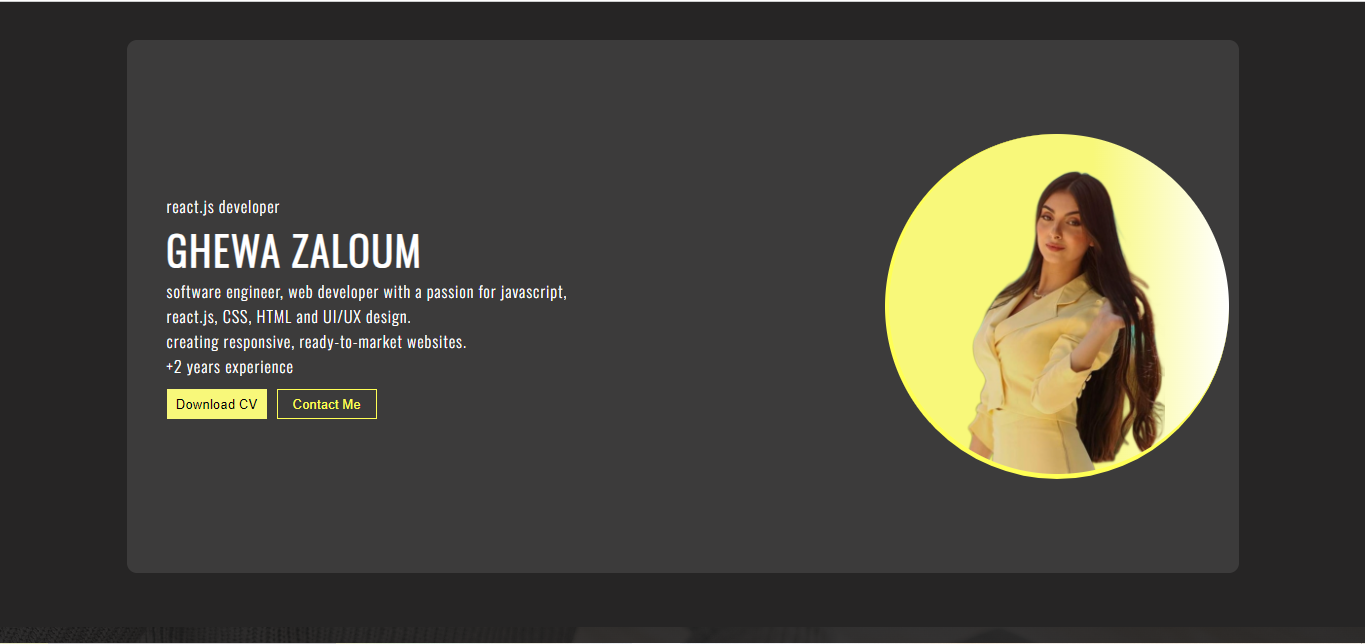 react.js developer
GHEWA ZALOUM
software engineer, web developer with a passion for javascript,
react.js, CSS, HTML and UI/UX design.
creating responsive, ready-to-market websites.
+2 years experience
Download CV
Contact Me